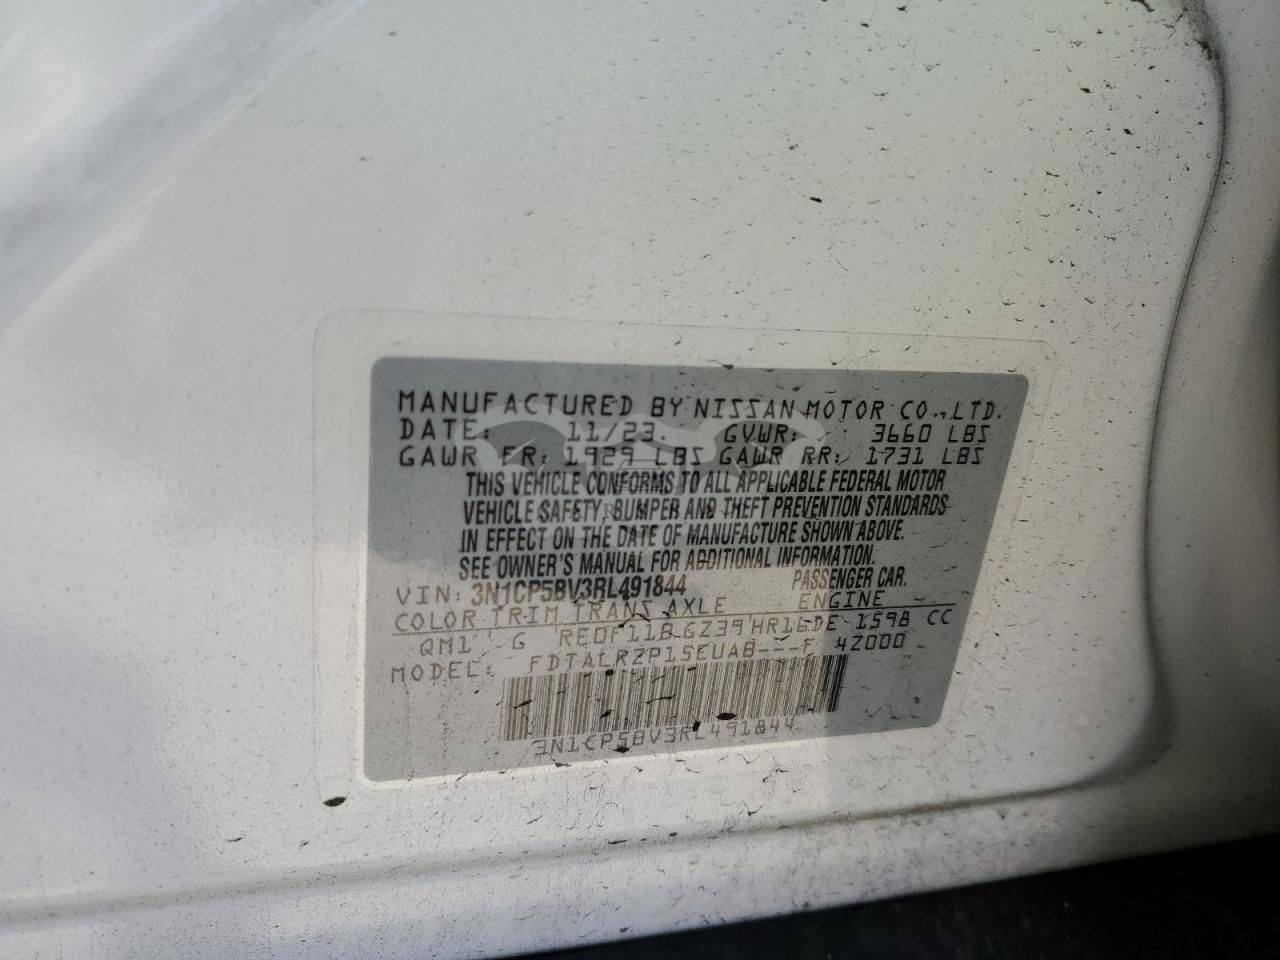 MANUFACTURED BY NISSAN MOTOR CO.,LTD.
DATE: 11/23. GVWR: 3660 LBS
GAWR FR: 1929 LBS GAWR RR: 1731 LBS
THIS VEHICLE CONFORMS TO ALL APPLICABLE FEDERAL MOTOR
VEHICLE SAFETY, BUMPER AND THEFT PREVENTION STANDARDS
IN EFFECT ON THE DATE OF MANUFACTURE SHOWN ABOVE.
SEE OWNER'S MANUAL FOR ADDITIONAL INFORMATION.
VIN: 3N1CP5BV3RL491844 PASSENGER CAR.
COLOR TRIM TRANS AXLE ENGINE
QM1 G RE0F11B GZ39 HR16DE 1598 CC
MODEL: FDTALRZP15EUAB---F 4Z000
3N1CP5BV3RL491844